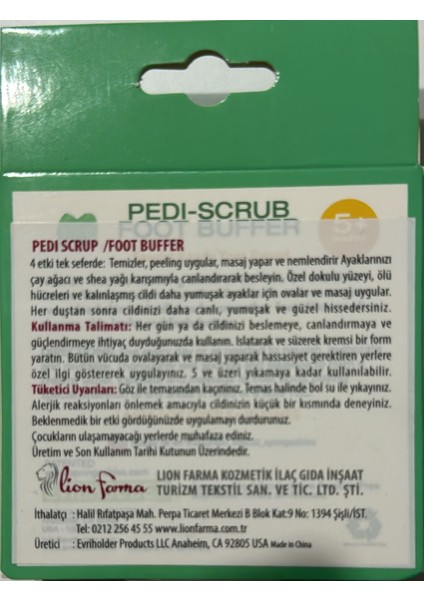 PEDI-SCRUB
FOOT BUFFER
5+
PEDI SCRUP /FOOT BUFFER
4 etki tek seferde: Temizler, peeling uygular, masaj yapar ve nemlendirir Ayaklarınızı
çay ağacı ve shea yağı karışımıyla canlandırarak besleyin. Özel dokulu yüzeyi, ölü
hücreleri ve kalınlaşmış cildi daha yumuşak ayaklar için ovalar ve masaj uygular.
Her duştan sonra cildinizi daha canlı, yumuşak ve güzel hissedersiniz.
Kullanma Talimatı: Her gün ya da cildinizi beslemeye, canlandırmaya ve
güçlendirmeye ihtiyaç duyduğunuzda kullanın. Islatarak ve süzerek kremsi bir form
yaratın. Bütün vücuda ovalayarak ve masaj yaparak hassasiyet gerektiren yerlere
özel ilgi göstererek uygulayınız. 5 ve üzeri yıkamaya kadar kullanılabilir.
Tüketici Uyarıları: Göz ile temasından kaçınınız. Temas halinde bol su ile yıkayınız.
Alerjik reaksiyonları önlemek amacıyla cildinizin küçük bir kısmında deneyiniz.
Beklenmedik bir etki gördüğünüzde uygulamayı durdurunuz.
Çocukların ulaşamayacağı yerlerde muhafaza ediniz.
Üretim ve Son Kullanım Tarihi Kutunun Üzerindedir.
lion farma
LION FARMA KOZMETİK İLAÇ GIDA İNŞAAT
TURİZM TEKSTİL SAN. VE TİC. LTD. ŞTİ.
İthalatçı : Halil Rıfatpaşa Mah. Perpa Ticaret Merkezi B Blok Kat:9 No: 1394 Şişli/İST.
Tel: 0212 256 45 55 www.lionfarma.com.tr
Üretici : Evriholder Products LLC Anaheim, CA 92805 USA Made in China